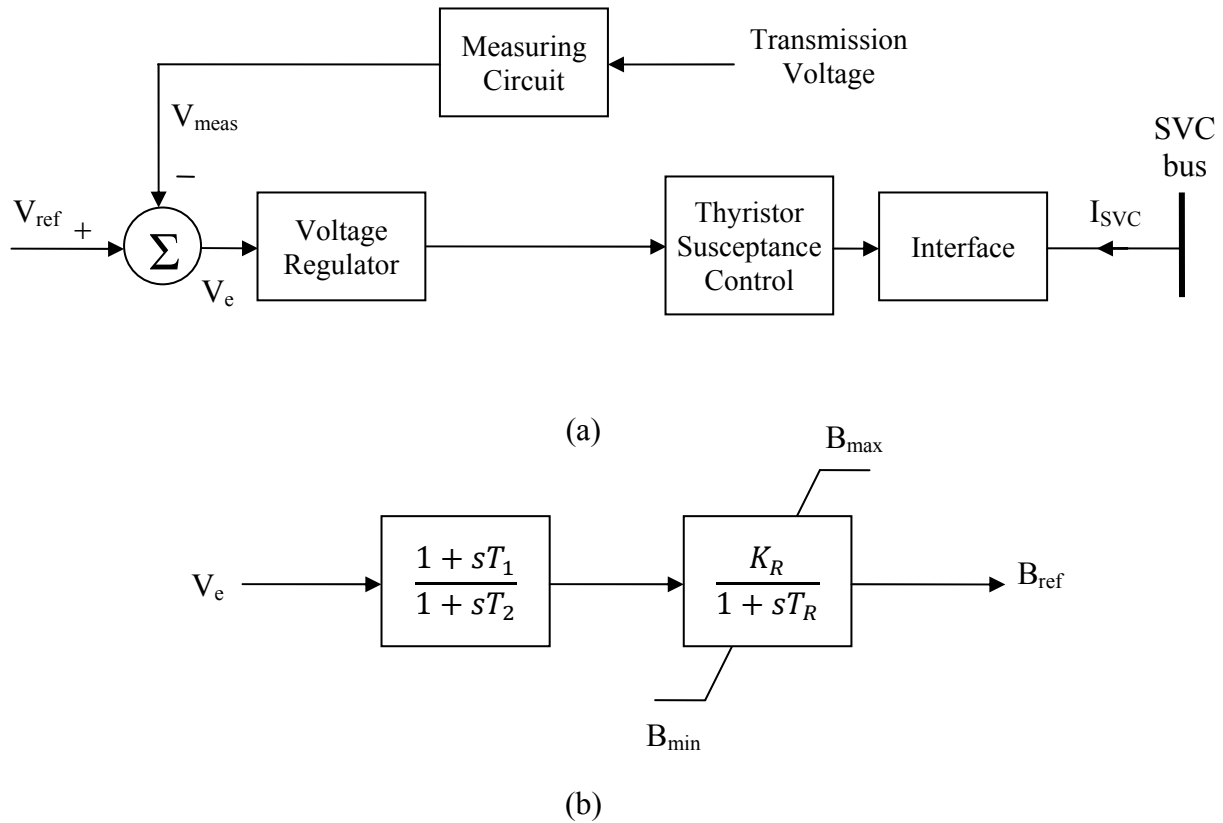 Measuring
Circuit
Transmission
Voltage
V_meas
SVC
bus
−
V_ref
+
Σ
V_e
Voltage
Regulator
Thyristor
Susceptance
Control
Interface
I_SVC
(a)
B_max
V_e
1 + sT_1
1 + sT_2
K_R
1 + sT_R
B_ref
B_min
(b)